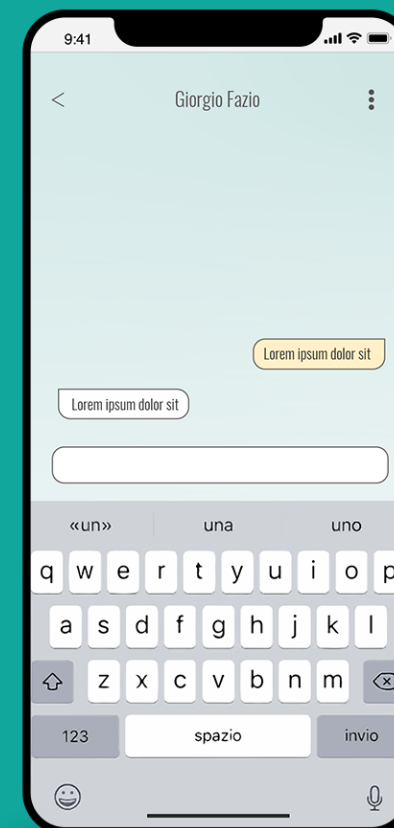 9:41
< Giorgio Fazio
Lorem ipsum dolor sit
Lorem ipsum dolor sit
«un» una uno
q w e r t y u i o p
a s d f g h j k l
z x c v b n m
123 spazio invio